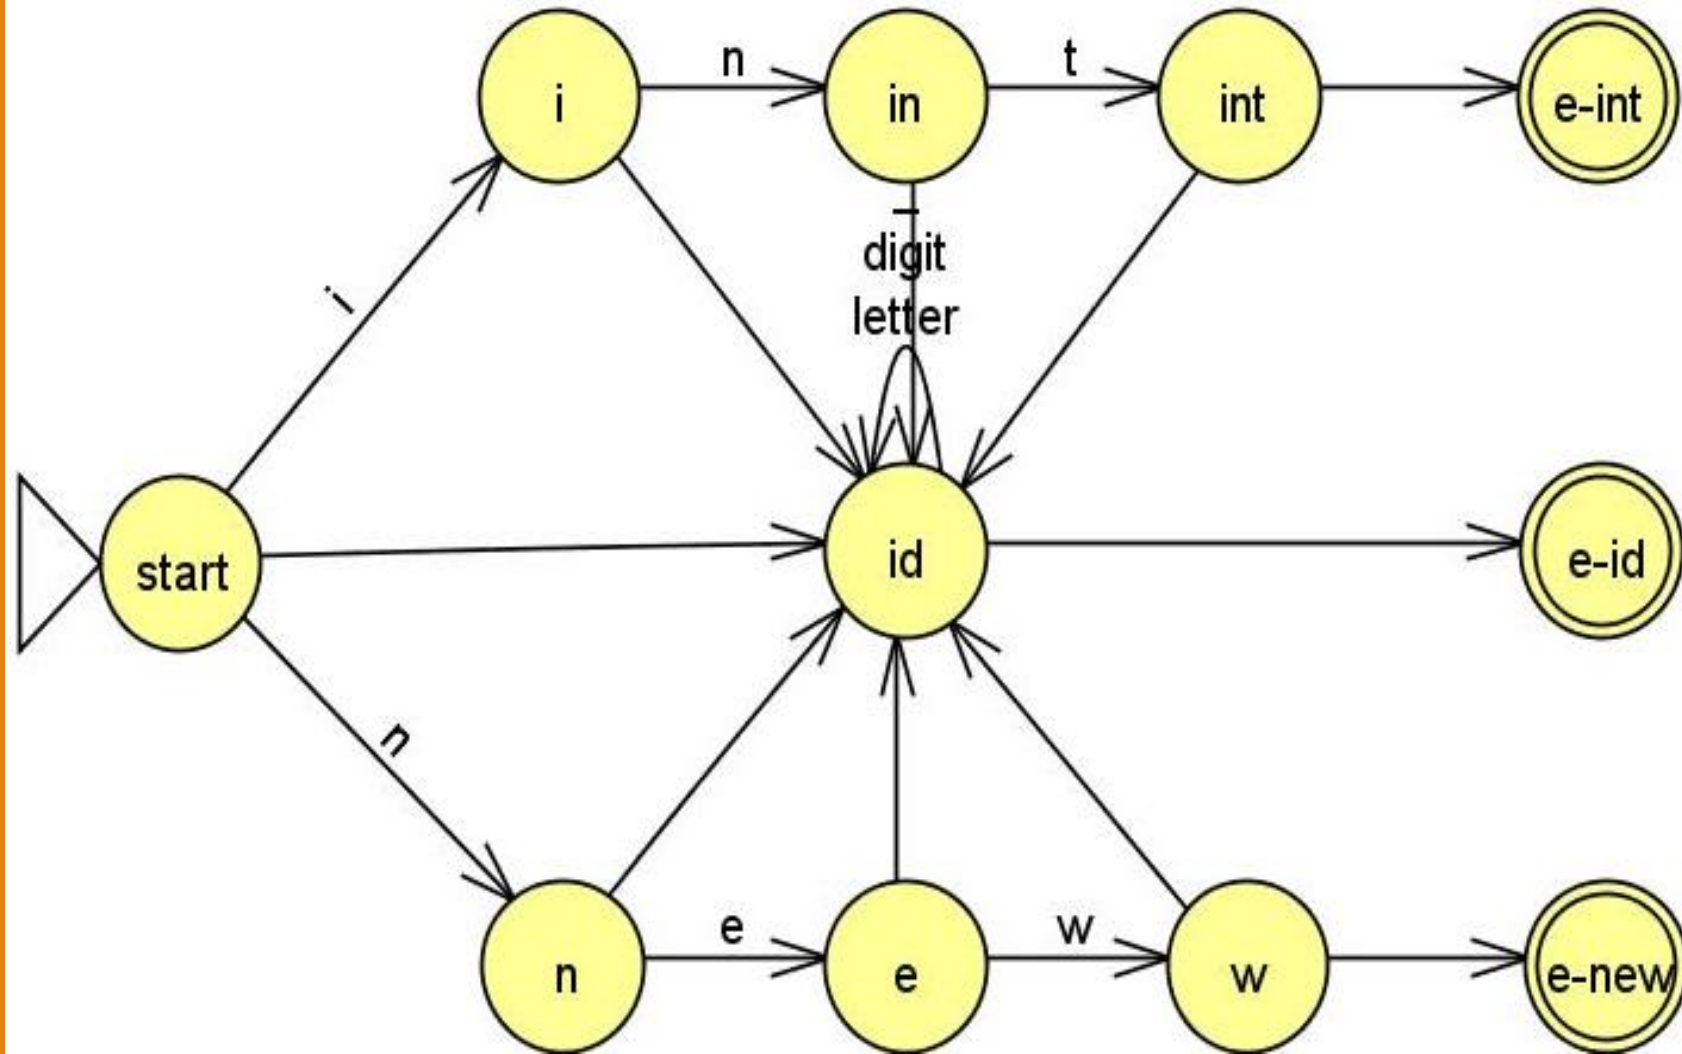 n
t
i
in
int
e-int
_
digit
letter
i
start
id
e-id
n
e
w
n
e
w
e-new